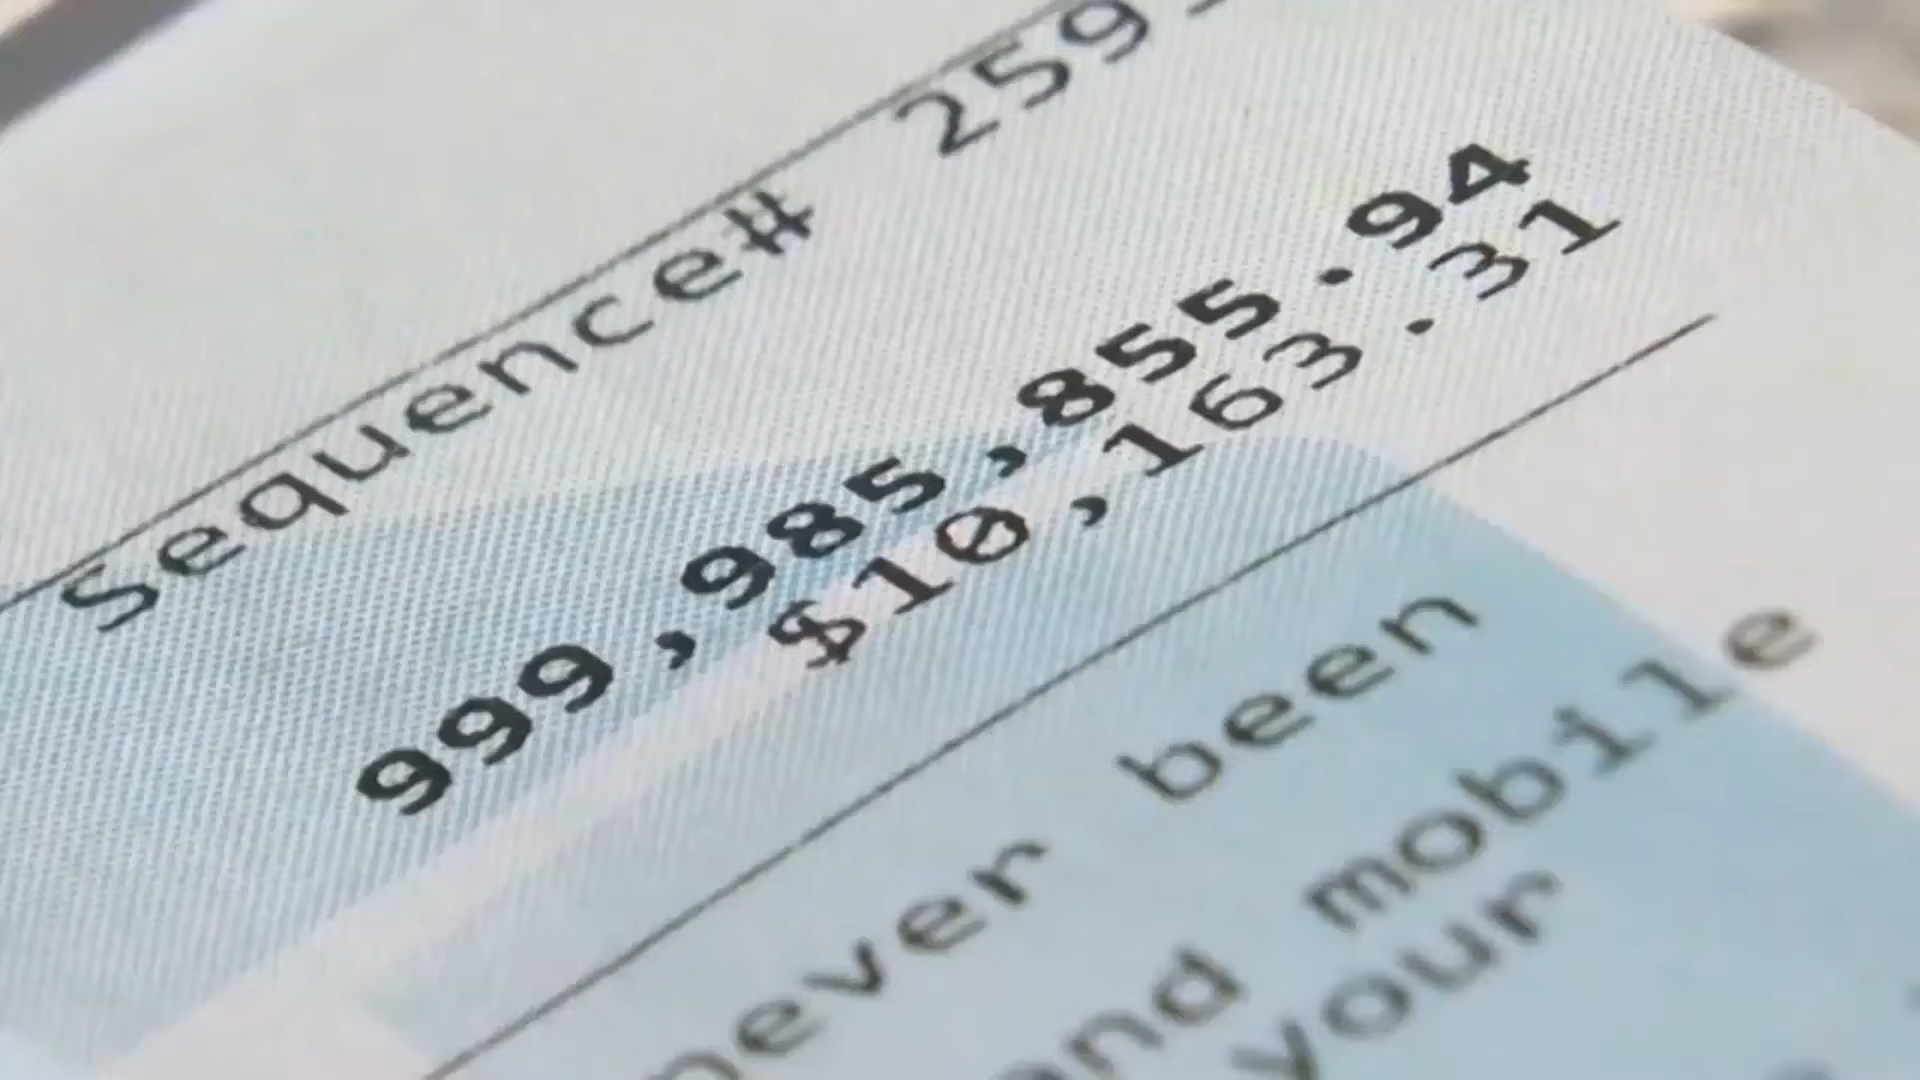 Sequence# 259
999,985,855.94
$10,163.31
never been
and mobile
your